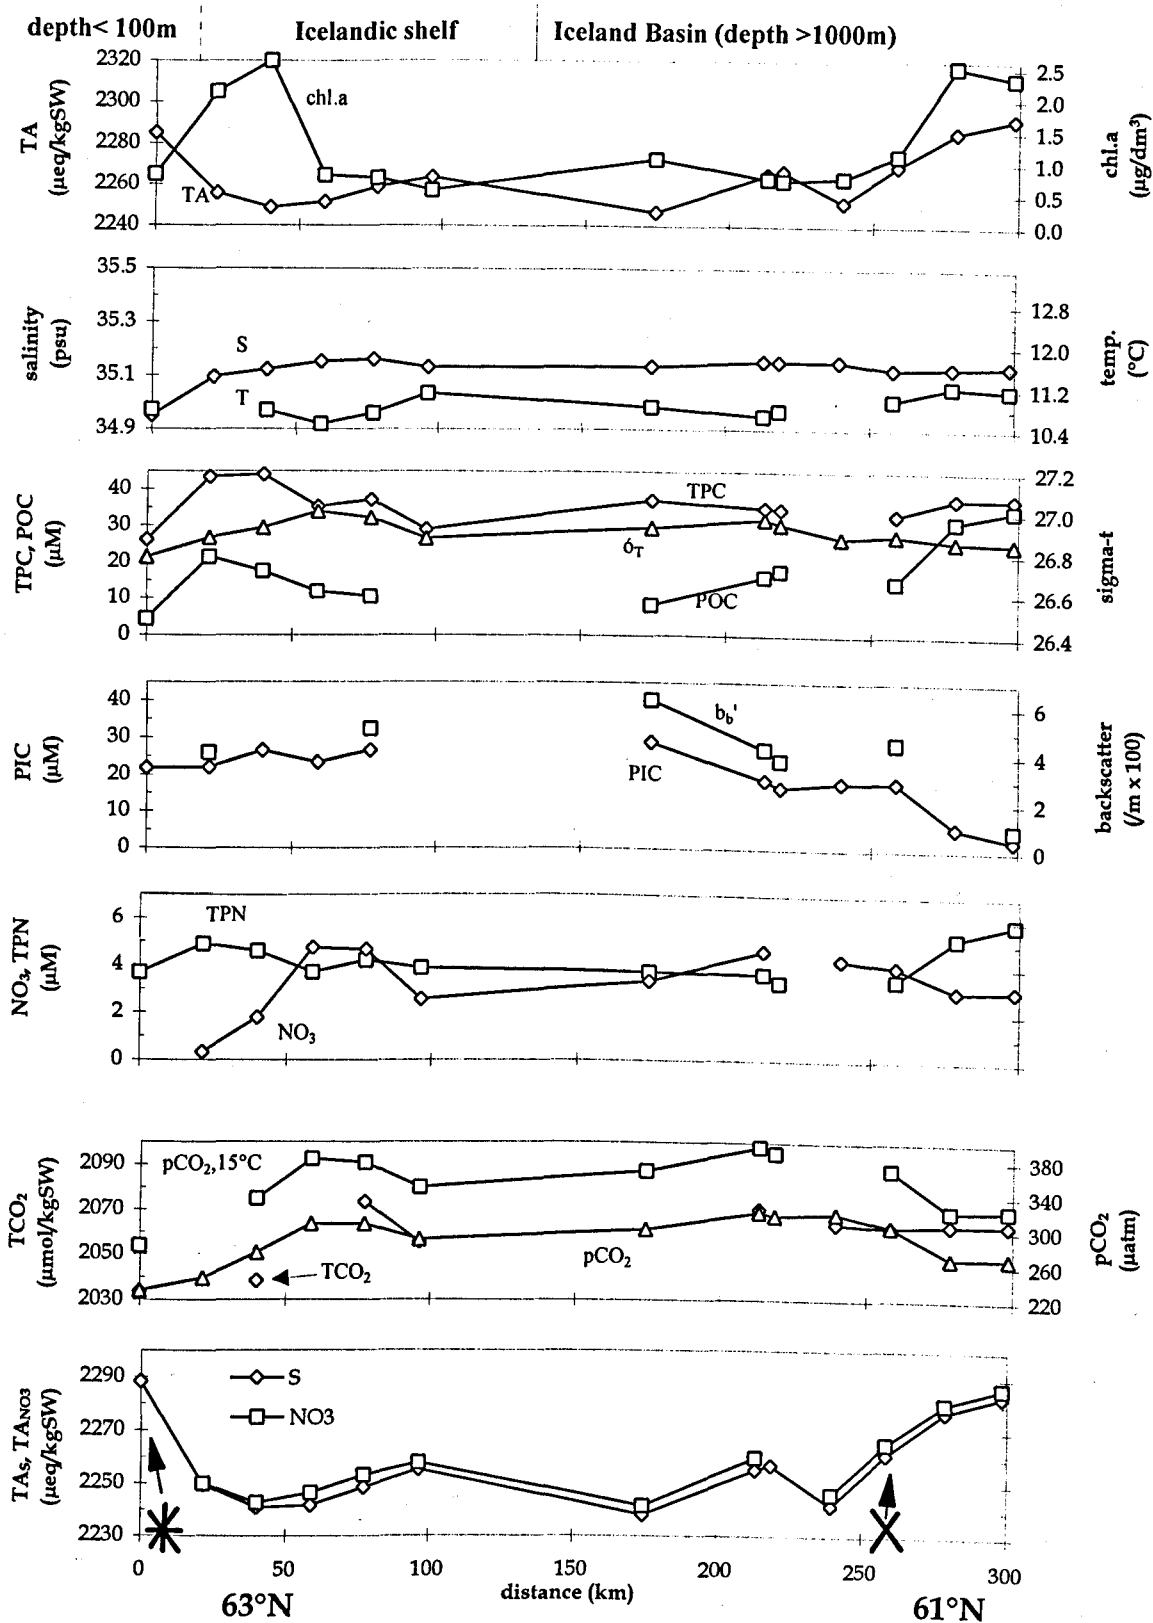 depth< 100m Icelandic shelf Iceland Basin (depth >1000m)
TA
(µeq/kgSW)
2320
2300
2280
2260
2240
chl.a
TA
2.5
2.0
1.5
1.0
0.5
0.0
chl.a
(µg/dm³)
salinity
(psu)
35.5
35.3
35.1
34.9
S
T
12.8
12.0
11.2
10.4
temp.
(°C)
TPC, POC
(µM)
40
30
20
10
0
TPC
óT
POC
27.2
27.0
26.8
26.6
26.4
sigma-t
PIC
(µM)
40
30
20
10
0
bb'
PIC
6
4
2
0
backscatter
(/m x 100)
NO3, TPN
(µM)
6
4
2
0
TPN
NO3
TCO2
(µmol/kgSW)
2090
2070
2050
2030
pCO2,15°C
TCO2
pCO2
380
340
300
260
220
pCO2
(µatm)
TAs, TANO3
(µeq/kgSW)
2290
2270
2250
2230
S
NO3
0 50 100 150 200 250 300
distance (km)
63°N 61°N